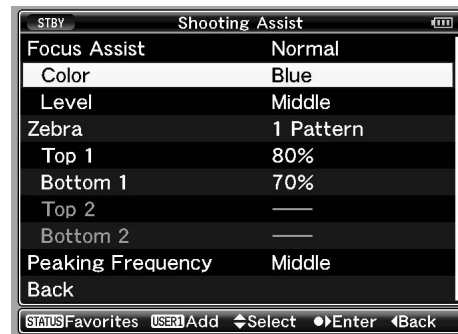 STBY Shooting Assist
Focus Assist Normal
Color Blue
Level Middle
Zebra 1 Pattern
Top 1 80%
Bottom 1 70%
Top 2 ——
Bottom 2 ——
Peaking Frequency Middle
Back
STATUS Favorites USER1 Add Select Enter Back